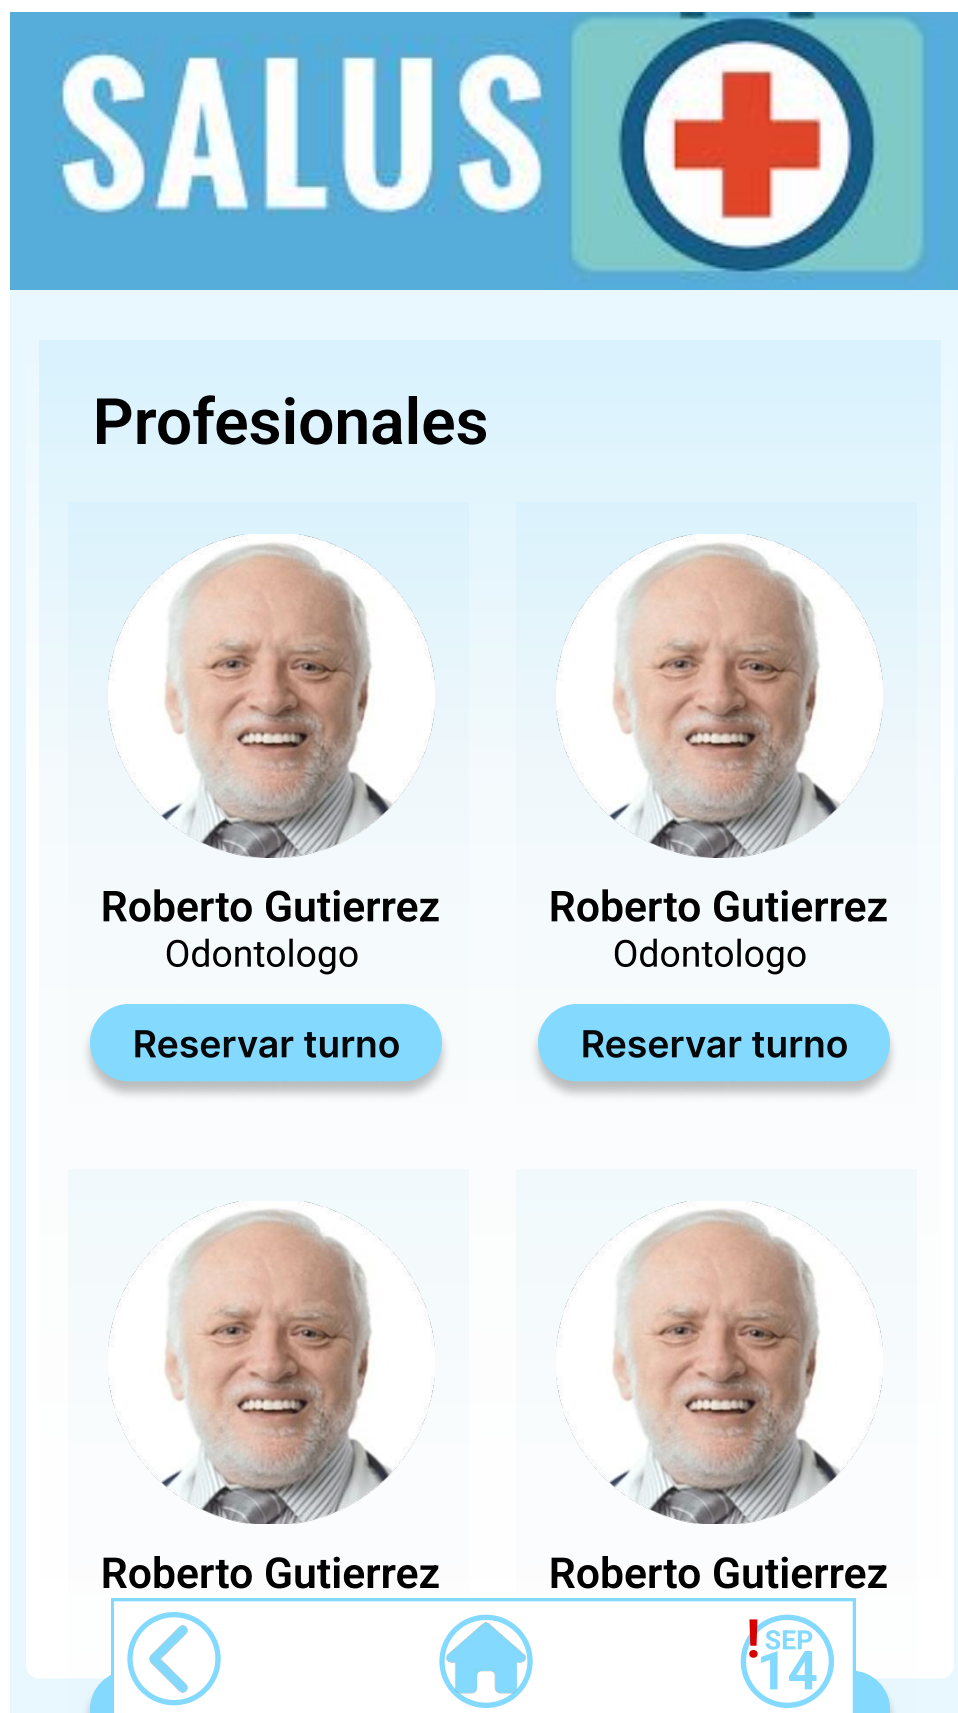 SALUS
Profesionales
Roberto Gutierrez
Odontologo
Reservar turno
Roberto Gutierrez
Odontologo
Reservar turno
Roberto Gutierrez
Roberto Gutierrez
!
SEP
14